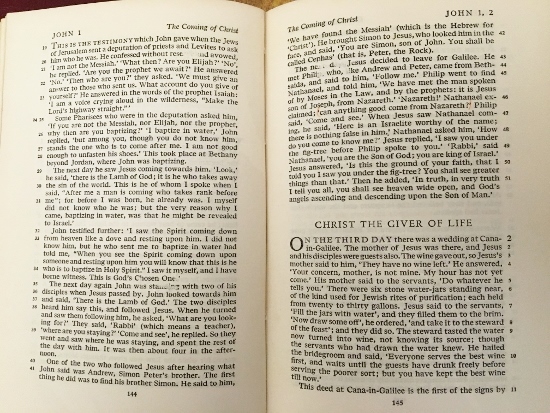 JOHN 1
The Coming of Christ
19 THIS IS THE TESTIMONY which John gave when the Jews
of Jerusalem sent a deputation of priests and Levites to ask
him who he was. He confessed without and avowed,
'I am not the Messiah.' 'What then? Are you Elijah?' 'No',
he replied. 'Are you the prophet we await?' He answered
22 'No.' 'Then who are you?' they asked. 'We must give an
answer to those who sent us. What account do you give of
yourself?' He answered in the words of the prophet Isaiah:
'I am a voice crying aloud in the wilderness, "Make the
Lord's highway straight."'
24 25 Some Pharisees who were in the deputation asked him,
'If you are not the Messiah, nor Elijah, nor the prophet,
why then are you baptizing?' 'I baptize in water', John
replied, 'but among you, though you do not know him,
stands the one who is to come after me. I am not good
enough to unfasten his shoes.' This took place at Bethany
beyond Jordan, where John was baptizing.
The next day he saw Jesus coming towards him. 'Look,'
he said, 'there is the Lamb of God; it is he who takes away
the sin of the world. This is he of whom I spoke when I
said, "After me a man is coming who takes rank before
me"; for before I was born, he already was. I myself
did not know who he was; but the very reason why I
came, baptizing in water, was that he might be revealed
to Israel.'
John testified further: 'I saw the Spirit coming down
from heaven like a dove and resting upon him. I did not
know him, but he who sent me to baptize in water had
told me, "When you see the Spirit coming down upon
someone and resting upon him you will know that this is he
who is to baptize in Holy Spirit." I saw it myself, and I have
borne witness. This is God's Chosen One.'
The next day again John was standing with two of his
disciples when Jesus passed by. John looked towards him
and said, 'There is the Lamb of God.' The two disciples
heard him say this, and followed Jesus. When he turned
and saw them following him, he asked, 'What are you look-
ing for?' They said, 'Rabbi' (which means a teacher),
'where are you staying?' 'Come and see', he replied. So they
went and saw where he was staying, and spent the rest of
the day with him. It was then about four in the after-
noon.
One of the two who followed Jesus after hearing what
John said was Andrew, Simon Peter's brother. The first
thing he did was to find his brother Simon. He said to him,
144
The Coming of Christ
JOHN 1, 2
'We have found the Messiah' (which is the Hebrew for
'Christ'). He brought Simon to Jesus, who looked him in the 42
face, and said, 'You are Simon, son of John. You shall be
called Cephas' (that is, Peter, the Rock).
The next day Jesus decided to leave for Galilee. He
met Philip, who, like Andrew and Peter, came from Beth-
saida, and said to him, 'Follow me.' Philip went to find
Nathanael, and told him, 'We have met the man spoken
of by Moses in the Law, and by the prophets: it is Jesus
son of Joseph, from Nazareth.' 'Nazareth!' Nathanael ex-
claimed; 'can anything good come from Nazareth?' Philip
said, 'Come and see.' When Jesus saw Nathanael com-
ing, he said, 'Here is an Israelite worthy of the name;
there is nothing false in him.' Nathanael asked him, 'How 48
do you come to know me?' Jesus replied, 'I saw you under
the fig-tree before Philip spoke to you.' 'Rabbi,' said
Nathanael, 'you are the Son of God; you are king of Israel.'
Jesus answered, 'Is this the ground of your faith, that I
told you I saw you under the fig-tree? You shall see greater
things than that.' Then he added, 'In truth, in very truth
I tell you all, you shall see heaven wide open, and God's
angels ascending and descending upon the Son of Man.'
CHRIST THE GIVER OF LIFE
ON THE THIRD DAY there was a wedding at Cana- 2
in-Galilee. The mother of Jesus was there, and Jesus
and his disciples were guests also. The wine gave out, so Jesus's
mother said to him, 'They have no wine left.' He answered,
'Your concern, mother, is not mine. My hour has not yet
come.' His mother said to the servants, 'Do whatever he
tells you.' There were six stone water-jars standing near,
of the kind used for Jewish rites of purification; each held
from twenty to thirty gallons. Jesus said to the servants,
'Fill the jars with water', and they filled them to the brim.
'Now draw some off', he ordered, 'and take it to the steward
of the feast'; and they did so. The steward tasted the water
now turned into wine, not knowing its source; though
the servants who had drawn the water knew. He hailed
the bridegroom and said, 'Everyone serves the best wine
first, and waits until the guests have drunk freely before
serving the poorer sort; but you have kept the best wine
till now.'
This deed at Cana-in-Galilee is the first of the signs by 11
145